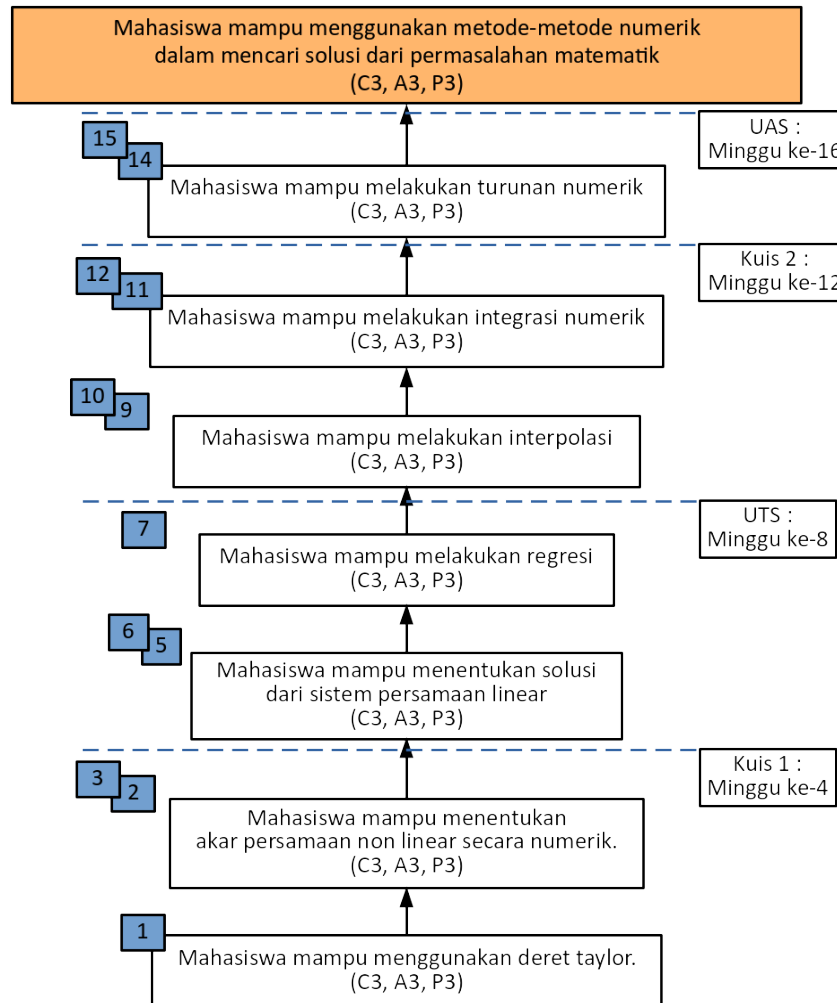 Mahasiswa mampu menggunakan metode-metode numerik
dalam mencari solusi dari permasalahan matematik
(C3, A3, P3)
15
14
UAS :
Minggu ke-16
Mahasiswa mampu melakukan turunan numerik
(C3, A3, P3)
12
11
Kuis 2 :
Minggu ke-12
Mahasiswa mampu melakukan integrasi numerik
(C3, A3, P3)
10
9
Mahasiswa mampu melakukan interpolasi
(C3, A3, P3)
7
UTS :
Minggu ke-8
Mahasiswa mampu melakukan regresi
(C3, A3, P3)
6
5
Mahasiswa mampu menentukan solusi
dari sistem persamaan linear
(C3, A3, P3)
3
2
Kuis 1 :
Minggu ke-4
Mahasiswa mampu menentukan
akar persamaan non linear secara numerik.
(C3, A3, P3)
1
Mahasiswa mampu menggunakan deret taylor.
(C3, A3, P3)